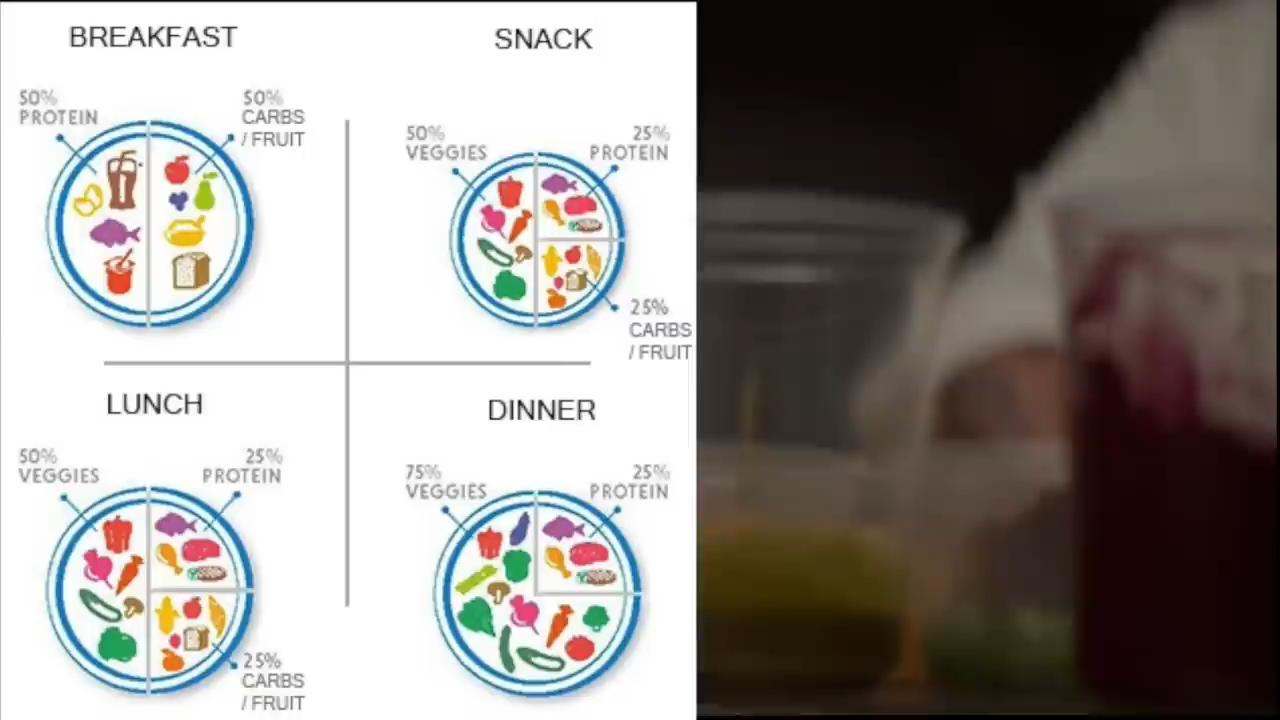 BREAKFAST
50%
PROTEIN
50%
CARBS
/ FRUIT
SNACK
50%
VEGGIES
25%
PROTEIN
25%
CARBS
/ FRUIT
LUNCH
50%
VEGGIES
25%
PROTEIN
25%
CARBS
/ FRUIT
DINNER
75%
VEGGIES
25%
PROTEIN